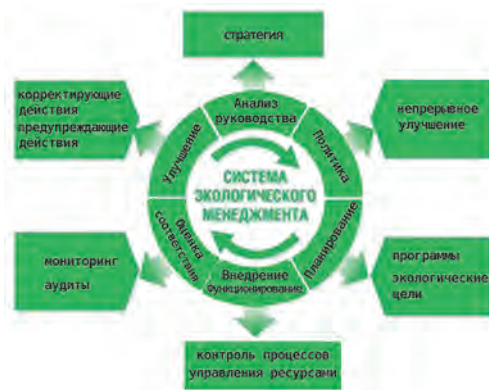 стратегия
корректирующие
действия
предупреждающие
действия
Анализ
руководства
непрерывное
улучшение
Улучшение
Политика
СИСТЕМА
ЭКОЛОГИЧЕСКОГО
МЕНЕДЖМЕНТА
Оценка
соответствия
Планирование
мониторинг
аудиты
Внедрение
Функционирование
программы
экологические
цели
контроль процессов
управления ресурсами